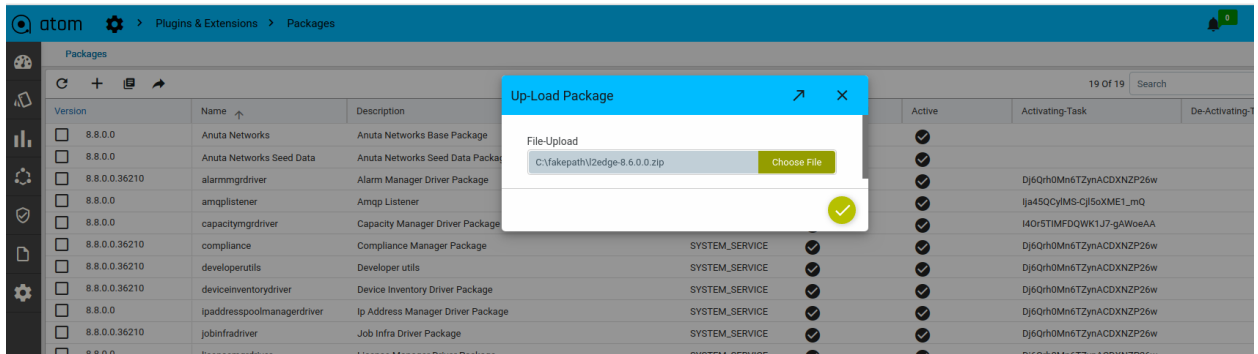 atom > Plugins & Extensions > Packages 0
Packages
19 Of 19 Search
Version Name Description Active Activating-Task De-Activating-T
8.8.0.0 Anuta Networks Anuta Networks Base Package
8.8.0.0 Anuta Networks Seed Data Anuta Networks Seed Data Packag
8.8.0.0.36210 alarmmgrdriver Alarm Manager Driver Package Dj6Qrh0Mn6TZynACDXNZP26w
8.8.0.0 amqplistener Amqp Listener Ija45QCylMS-Cjl5oXME1_mQ
8.8.0.0 capacitymgrdriver Capacity Manager Driver Package I4Or5TIMFDQWK1J7-gAWoeAA
8.8.0.0.36210 compliance Compliance Manager Package SYSTEM_SERVICE Dj6Qrh0Mn6TZynACDXNZP26w
8.8.0.0.36210 developerutils Developer utils SYSTEM_SERVICE Dj6Qrh0Mn6TZynACDXNZP26w
8.8.0.0.36210 deviceinventorydriver Device Inventory Driver Package SYSTEM_SERVICE Dj6Qrh0Mn6TZynACDXNZP26w
8.8.0.0 ipaddresspoolmanagerdriver Ip Address Manager Driver Package SYSTEM_SERVICE Dj6Qrh0Mn6TZynACDXNZP26w
8.8.0.0.36210 jobinfradriver Job Infra Driver Package SYSTEM_SERVICE Dj6Qrh0Mn6TZynACDXNZP26w
Up-Load Package
File-Upload
C:\fakepath\l2edge-8.6.0.0.zip Choose File